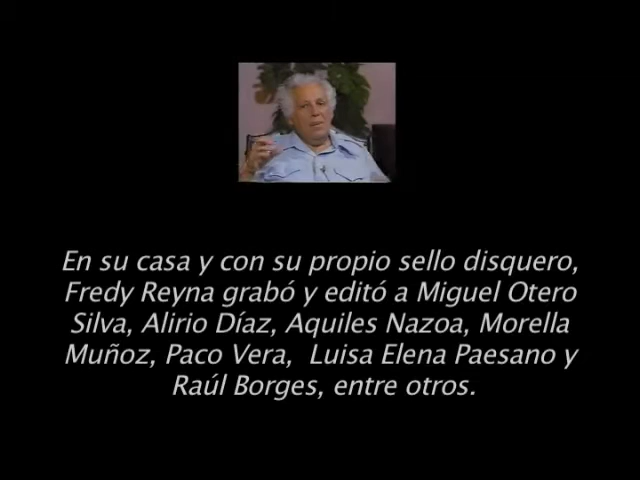 En su casa y con su propio sello disquero,
Fredy Reyna grabó y editó a Miguel Otero
Silva, Alirio Díaz, Aquiles Nazoa, Morella
Muñoz, Paco Vera,  Luisa Elena Paesano y
Raúl Borges, entre otros.